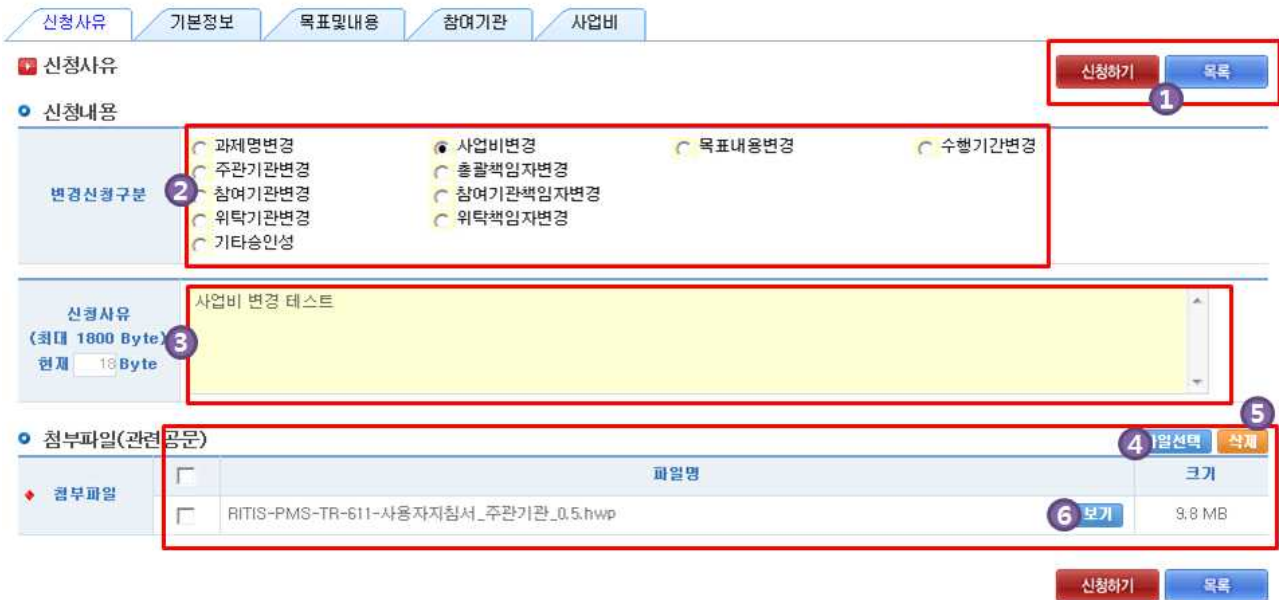 신청사유 기본정보 목표및내용 참여기관 사업비
신청사유
신청하기 목록
1
신청내용
변경신청구분
2
과제명변경 사업비변경 목표내용변경 수행기간변경
주관기관변경 총괄책임자변경
참여기관변경 참여기관책임자변경
위탁기관변경 위탁책임자변경
기타승인성
신청사유
(최대 1800 Byte)
현재 18 Byte
3
사업비 변경 테스트
5
첨부파일(관련공문)
4 파일선택 삭제
첨부파일
파일명 크기
RITIS-PMS-TR-611-사용자지침서_주관기관_0.5.hwp 6 보기 9.8 MB
신청하기 목록